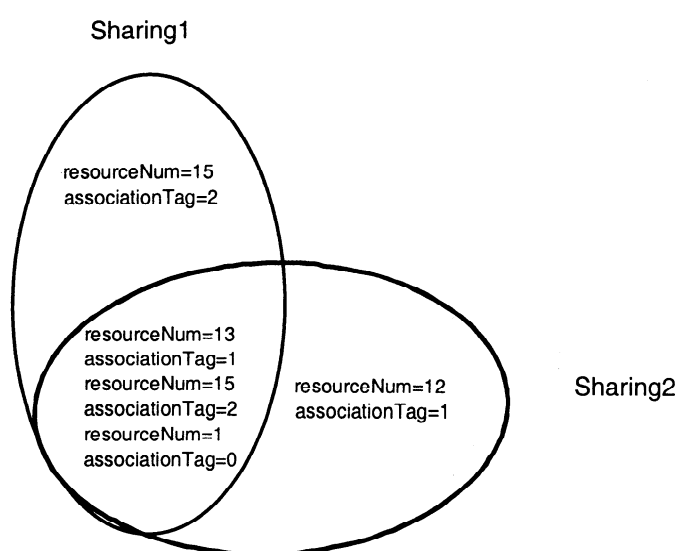 Sharing1
resourceNum=15
associationTag=2
resourceNum=13
associationTag=1
resourceNum=15
associationTag=2
resourceNum=1
associationTag=0
resourceNum=12
associationTag=1
Sharing2